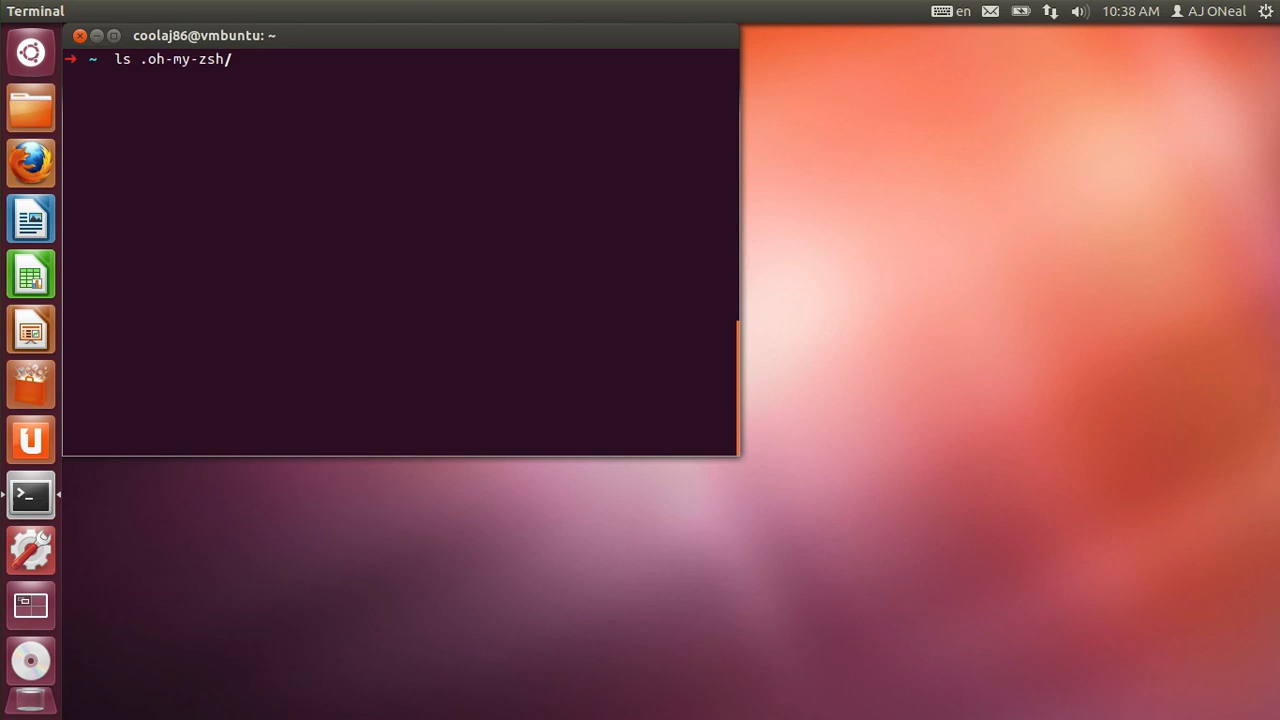 Terminal
en
10:38 AM
AJ ONeal
coolaj86@vmbuntu: ~
➜ ~ ls .oh-my-zsh/